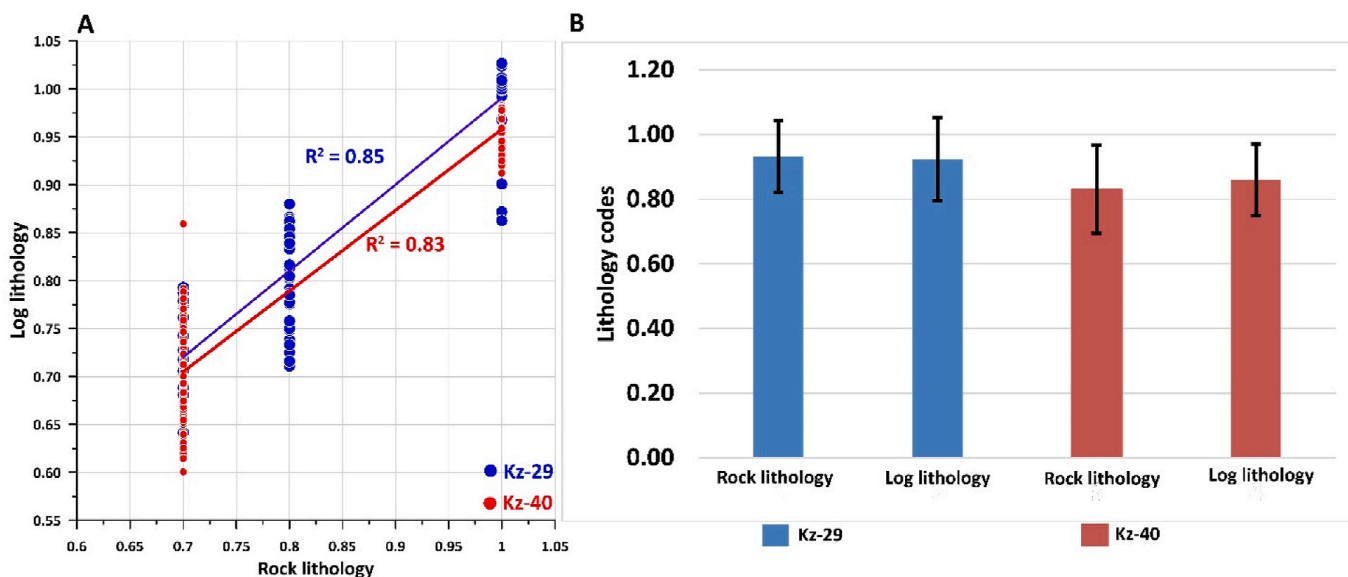 A
1.05
1.00
0.95
0.90
0.85
0.80
0.75
0.70
0.65
0.60
0.55
Log lithology
R² = 0.85
R² = 0.83
Kz-29
Kz-40
0.6 0.65 0.7 0.75 0.8 0.85 0.9 0.95 1 1.05
Rock lithology
B
1.20
1.00
0.80
0.60
0.40
0.20
0.00
Lithology codes
Rock lithology Log lithology Rock lithology Log lithology
Kz-29 Kz-40